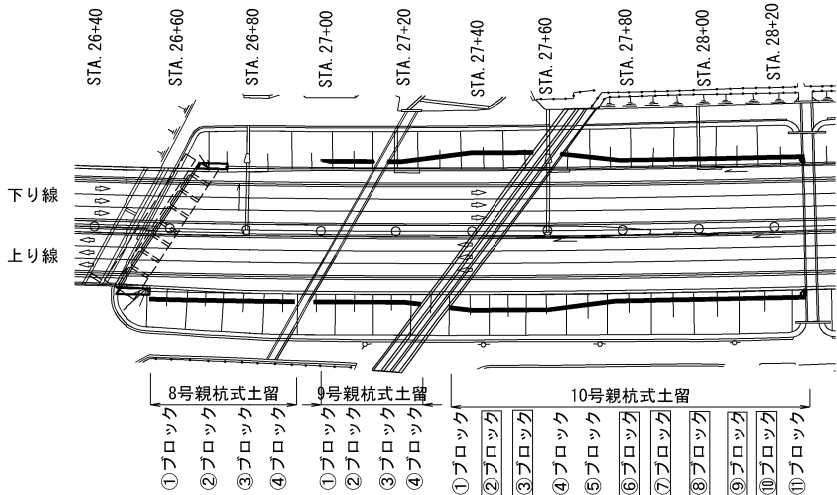 STA. 26+40
STA. 26+60
STA. 26+80
STA. 27+00
STA. 27+20
STA. 27+40
STA. 27+60
STA. 27+80
STA. 28+00
STA. 28+20
下り線
上り線
8号親杭式土留
9号親杭式土留
10号親杭式土留
①ブロック
②ブロック
③ブロック
④ブロック
①ブロック
②ブロック
③ブロック
④ブロック
①ブロック
②ブロック
③ブロック
④ブロック
⑤ブロック
⑥ブロック
⑦ブロック
⑧ブロック
⑨ブロック
⑩ブロック
⑪ブロック